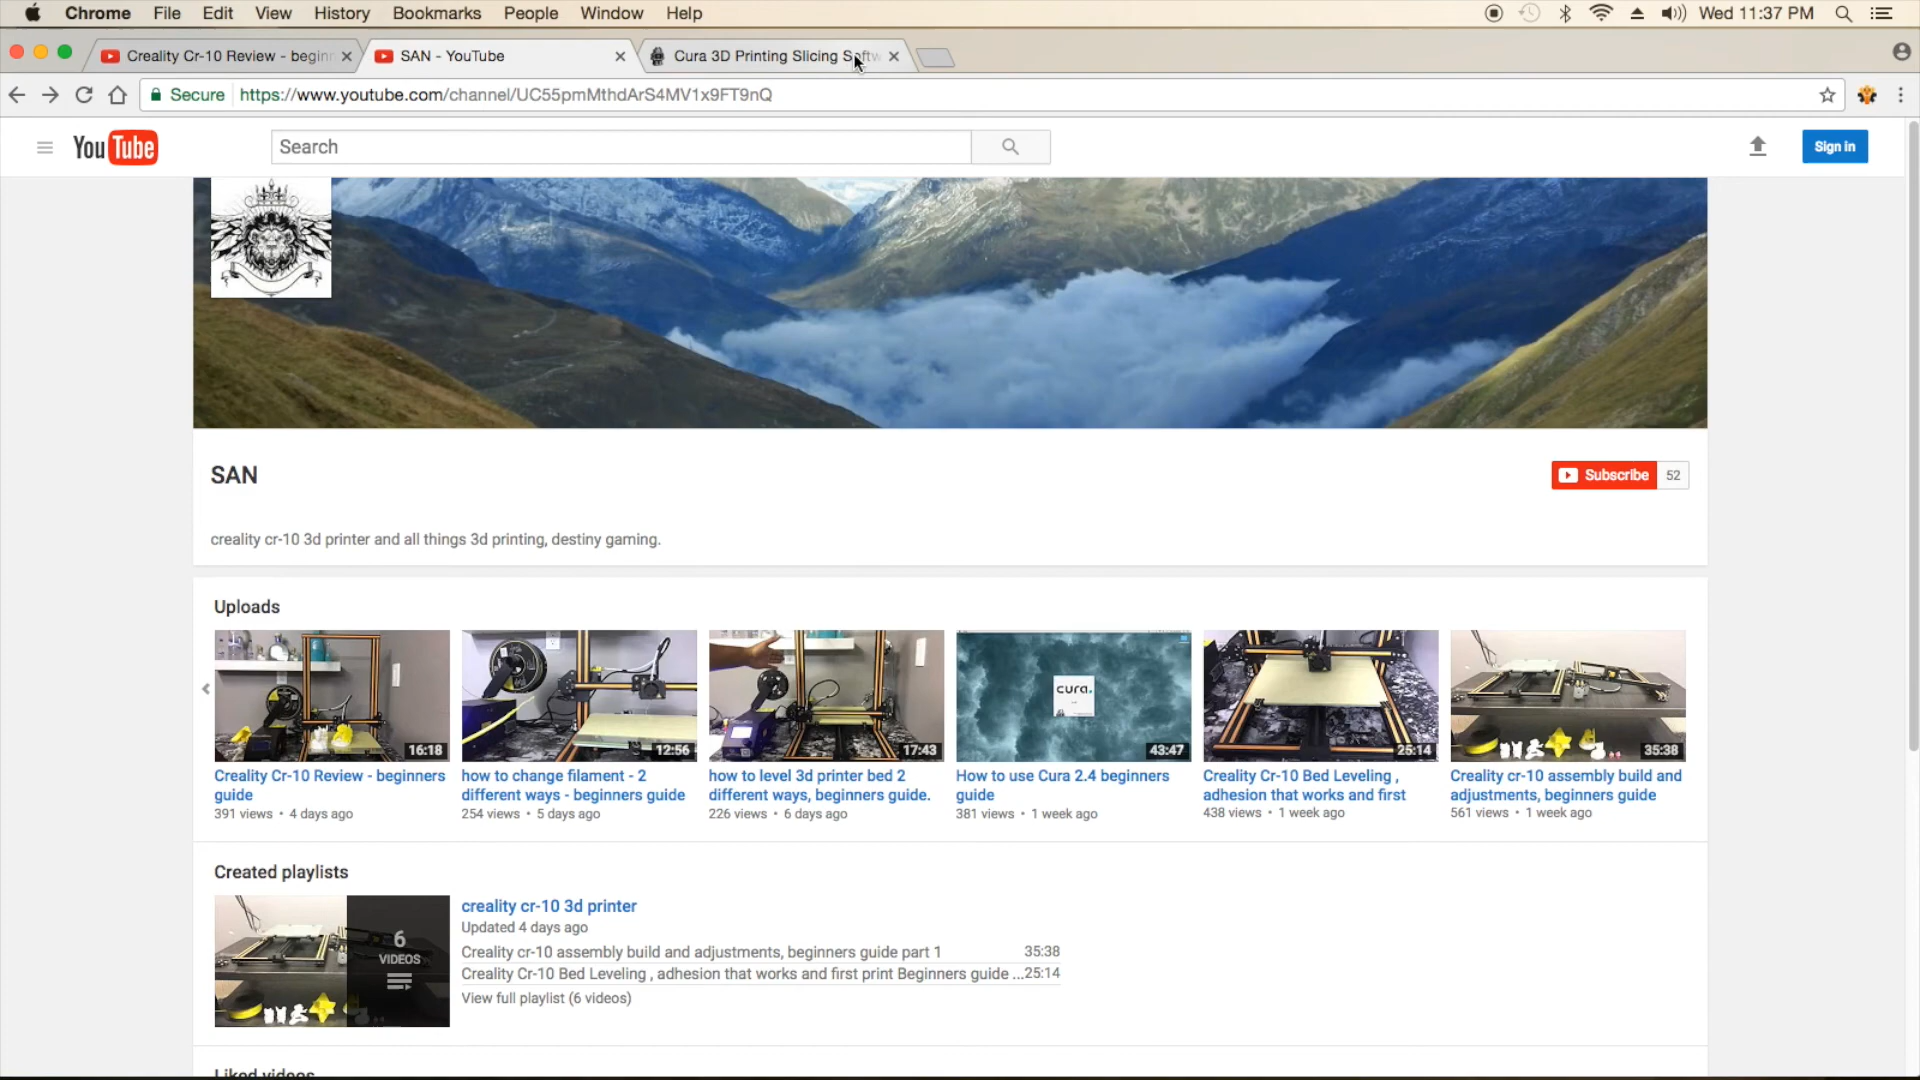 Chrome File Edit View History Bookmarks People Window Help Wed 11:37 PM
Creality Cr-10 Review - beginn SAN - YouTube Cura 3D Printing Slicing Softw
Secure https://www.youtube.com/channel/UC55pmMthdArS4MV1x9FT9nQ
YouTube Search Sign in
SAN
Subscribe 52
creality cr-10 3d printer and all things 3d printing, destiny gaming.
Uploads
cura.
16:18 12:56 17:43 43:47 25:14 35:38
Creality Cr-10 Review - beginners
guide
391 views • 4 days ago
how to change filament - 2
different ways - beginners guide
254 views • 5 days ago
how to level 3d printer bed 2
different ways, beginners guide.
226 views • 6 days ago
How to use Cura 2.4 beginners
guide
381 views • 1 week ago
Creality Cr-10 Bed Leveling ,
adhesion that works and first
438 views • 1 week ago
Creality cr-10 assembly build and
adjustments, beginners guide
561 views • 1 week ago
Created playlists
6
VIDEOS
creality cr-10 3d printer
Updated 4 days ago
Creality cr-10 assembly build and adjustments, beginners guide part 1 35:38
Creality Cr-10 Bed Leveling , adhesion that works and first print Beginners guide ...25:14
View full playlist (6 videos)
Liked videos